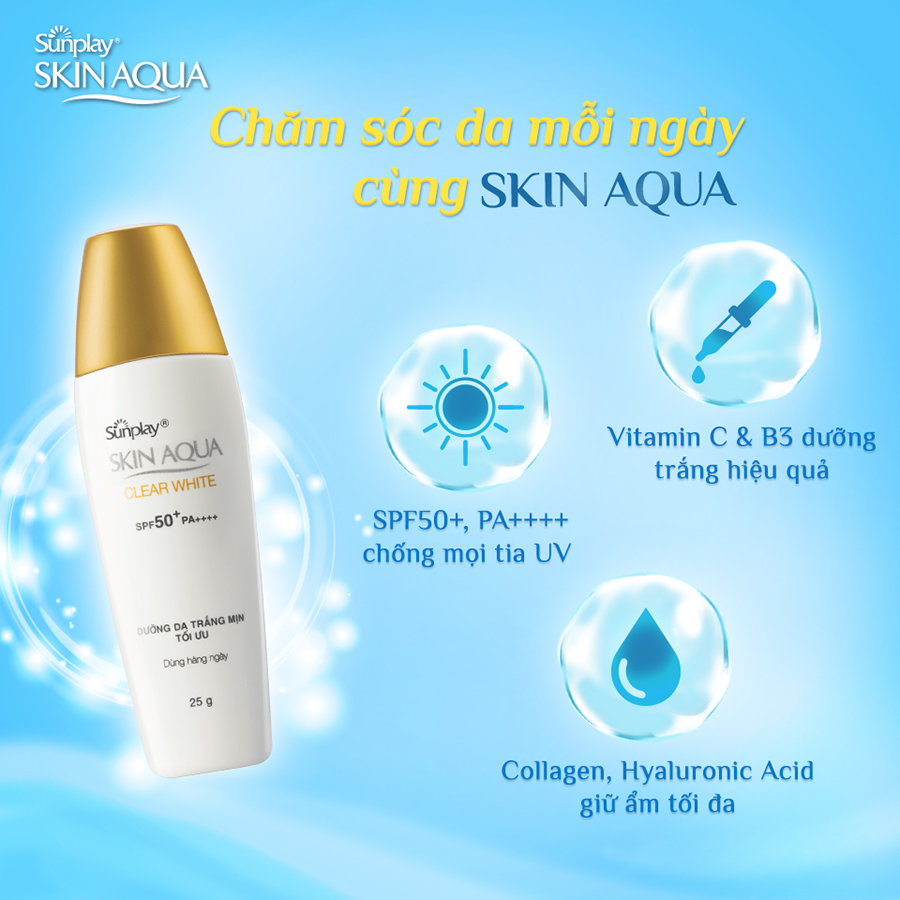 Sunplay®
SKIN AQUA
Chăm sóc da mỗi ngày
cùng SKIN AQUA
Sunplay®
SKIN AQUA
CLEAR WHITE
SPF50+ PA++++
DƯỠNG DA TRẮNG MỊN
TỐI ƯU
Dùng hàng ngày
25 g
SPF50+, PA++++
chống mọi tia UV
Vitamin C & B3 dưỡng
trắng hiệu quả
Collagen, Hyaluronic Acid
giữ ẩm tối đa